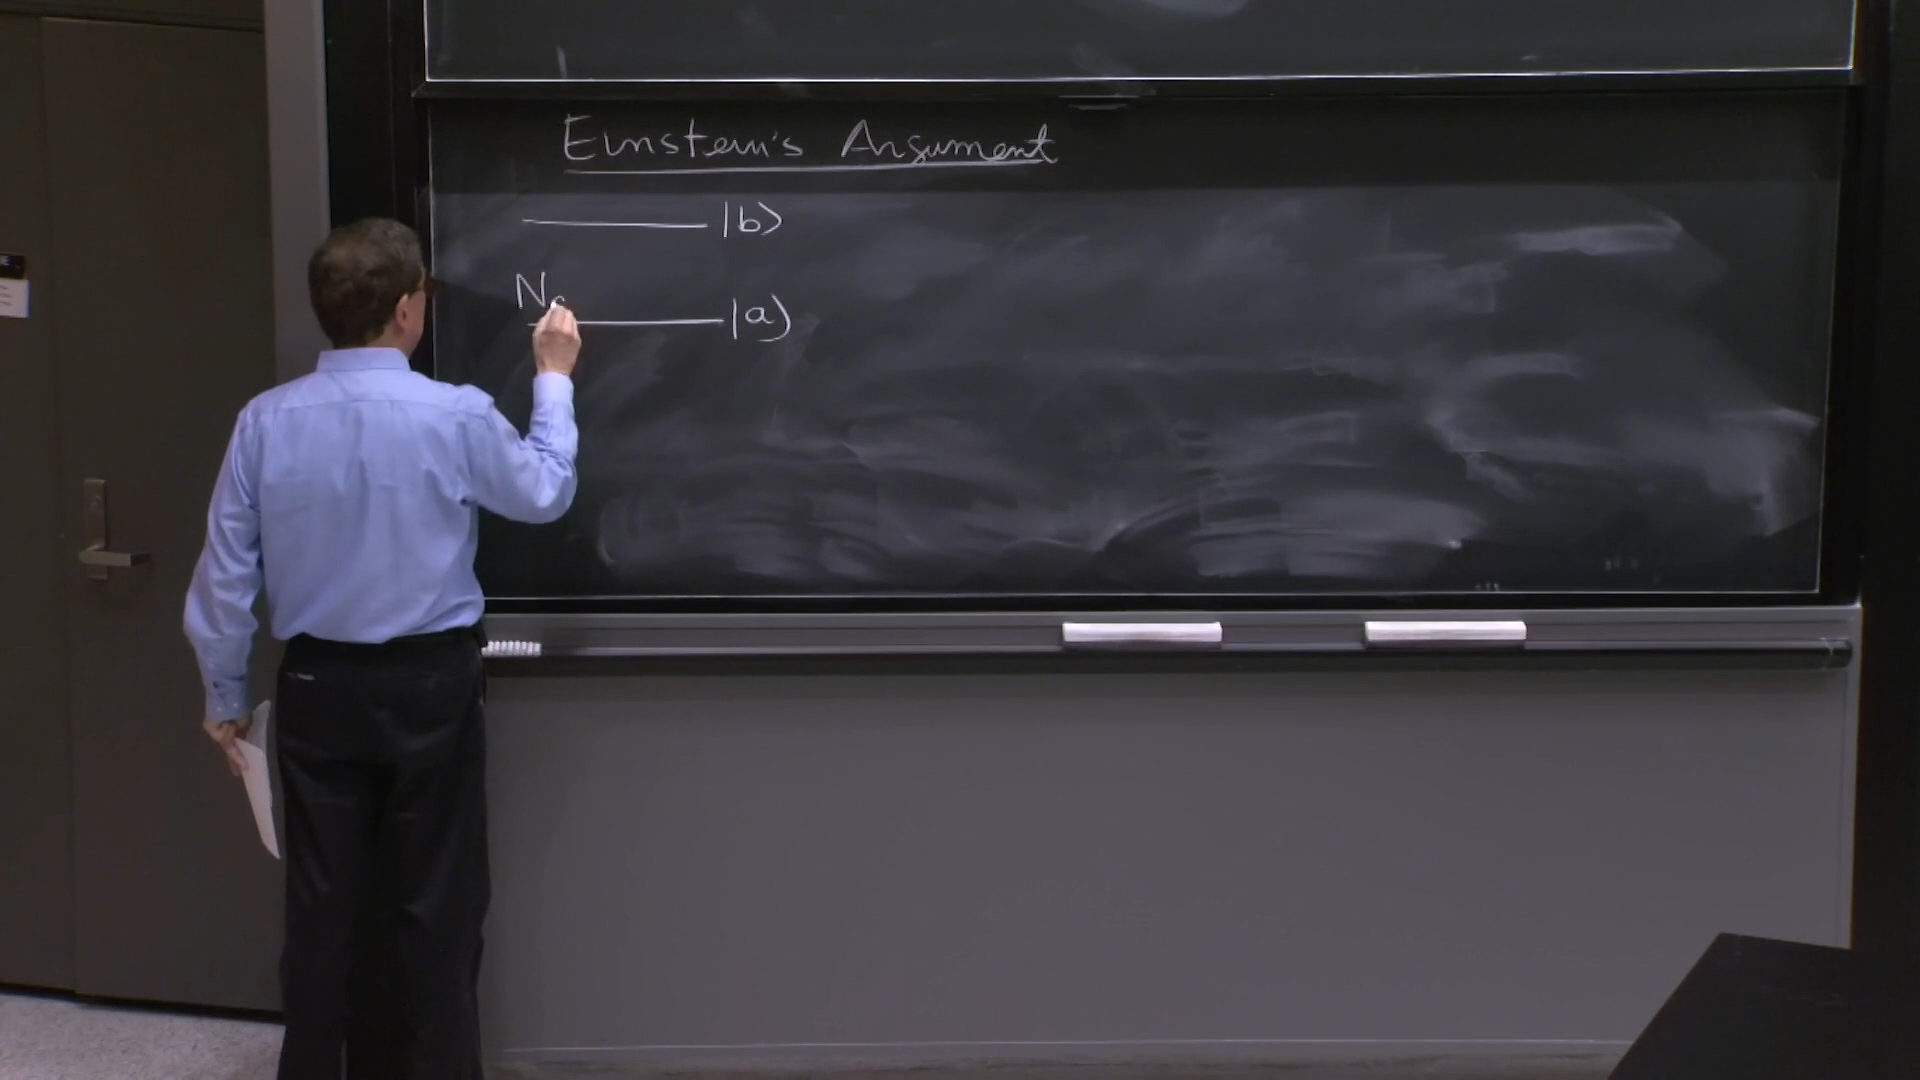 Einstein's Argument
|b⟩
N
|a⟩